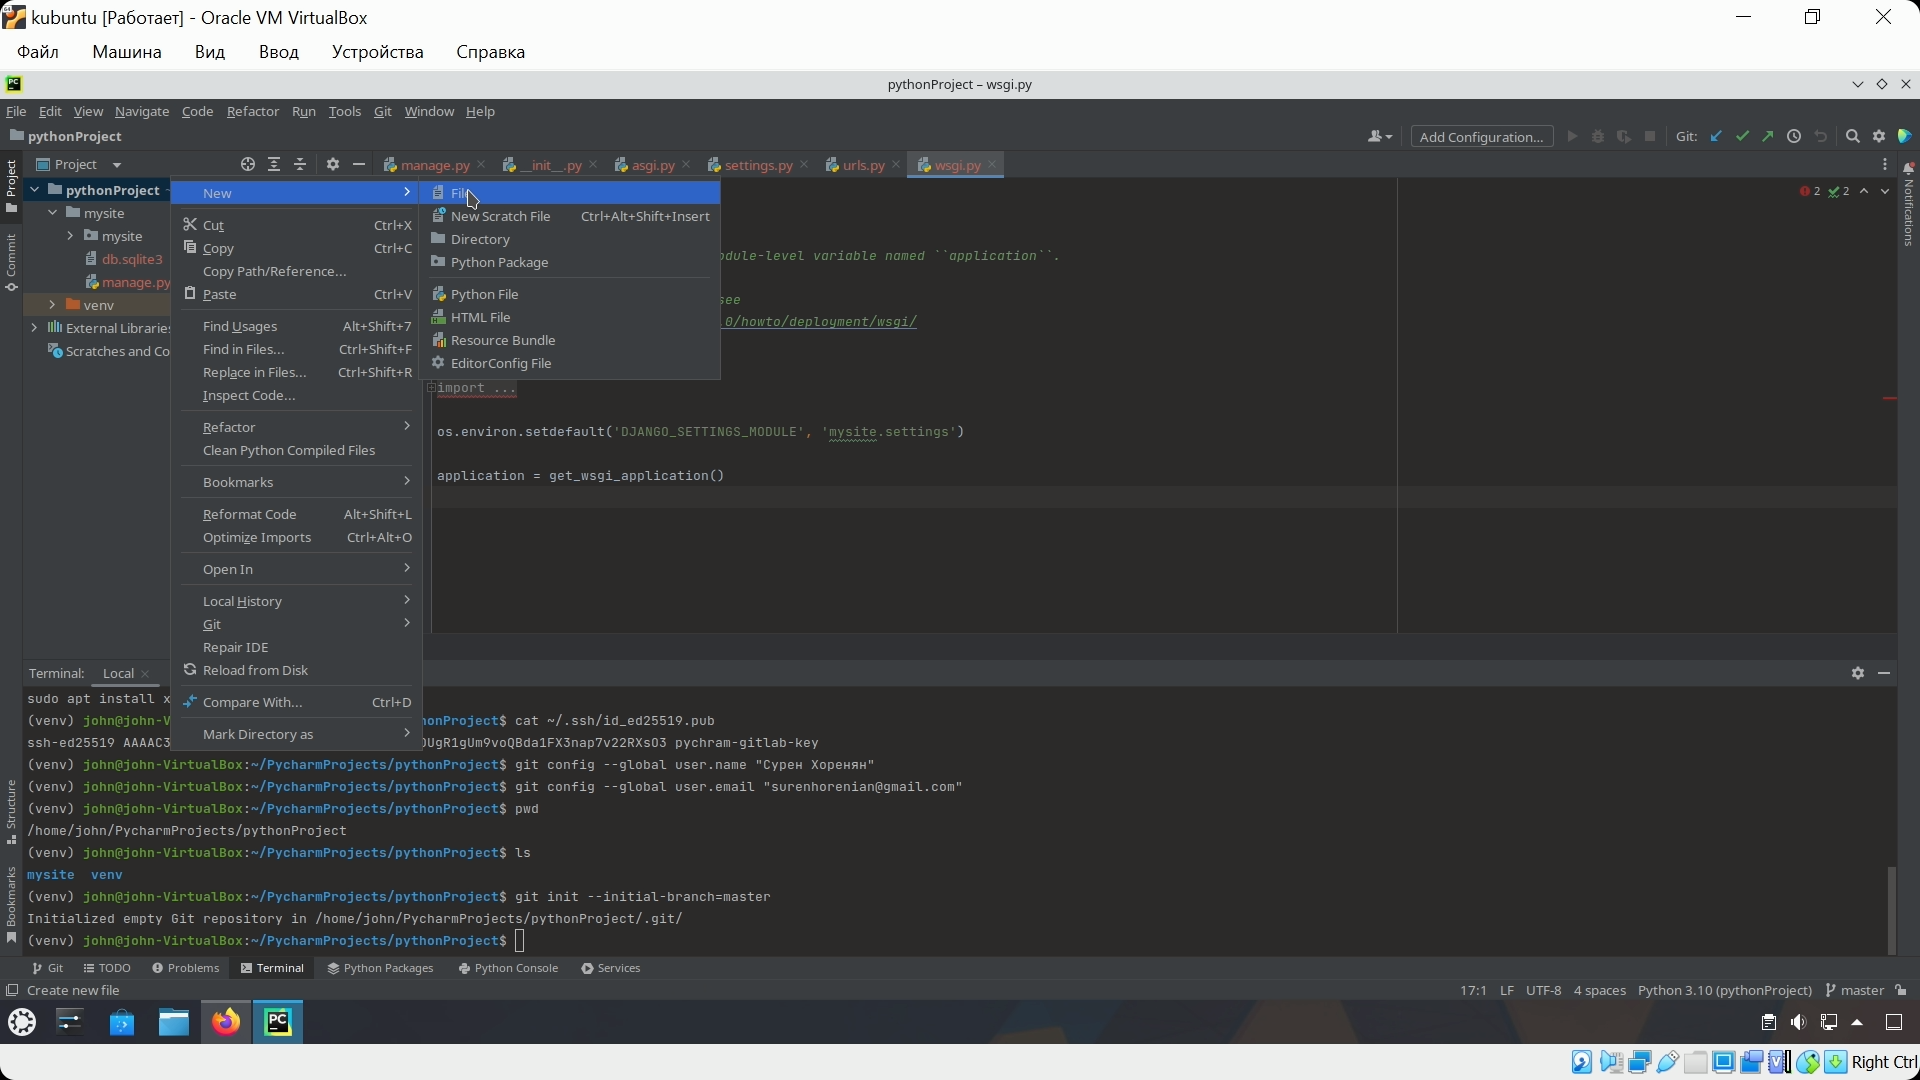 kubuntu [Работает] - Oracle VM VirtualBox
Файл Машина Вид Ввод Устройства Справка
pythonProject – wsgi.py
File Edit View Navigate Code Refactor Run Tools Git Window Help
pythonProject
Add Configuration...
Git:
Project
manage.py
__init__.py
asgi.py
settings.py
urls.py
wsgi.py
Project
Commit
Structure
Bookmarks
Notifications
pythonProject
mysite
mysite
db.sqlite3
manage.py
venv
External Libraries
Scratches and Co
New
Cut Ctrl+X
Copy Ctrl+C
Copy Path/Reference...
Paste Ctrl+V
Find Usages Alt+Shift+7
Find in Files... Ctrl+Shift+F
Replace in Files... Ctrl+Shift+R
Inspect Code...
Refactor
Clean Python Compiled Files
Bookmarks
Reformat Code Alt+Shift+L
Optimize Imports Ctrl+Alt+O
Open In
Local History
Git
Repair IDE
Reload from Disk
Compare With... Ctrl+D
Mark Directory as
File
New Scratch File Ctrl+Alt+Shift+Insert
Directory
Python Package
Python File
HTML File
Resource Bundle
EditorConfig File
2 2
odule-level variable named ``application``.
see
.0/howto/deployment/wsgi/
import ...
os.environ.setdefault('DJANGO_SETTINGS_MODULE', 'mysite.settings')
application = get_wsgi_application()
Terminal: Local
sudo apt install x
(venv) john@john-V onProject$ cat ~/.ssh/id_ed25519.pub
ssh-ed25519 AAAAC3 UgR1gUm9voQBda1FX3nap7v22RXsO3 pychram-gitlab-key
(venv) john@john-VirtualBox:~/PycharmProjects/pythonProject$ git config --global user.name "Сурен Хоренян"
(venv) john@john-VirtualBox:~/PycharmProjects/pythonProject$ git config --global user.email "surenhorenian@gmail.com"
(venv) john@john-VirtualBox:~/PycharmProjects/pythonProject$ pwd
/home/john/PycharmProjects/pythonProject
(venv) john@john-VirtualBox:~/PycharmProjects/pythonProject$ ls
mysite venv
(venv) john@john-VirtualBox:~/PycharmProjects/pythonProject$ git init --initial-branch=master
Initialized empty Git repository in /home/john/PycharmProjects/pythonProject/.git/
(venv) john@john-VirtualBox:~/PycharmProjects/pythonProject$
Git TODO Problems Terminal Python Packages Python Console Services
Create new file
17:1 LF UTF-8 4 spaces Python 3.10 (pythonProject) master
PC
Right Ctrl